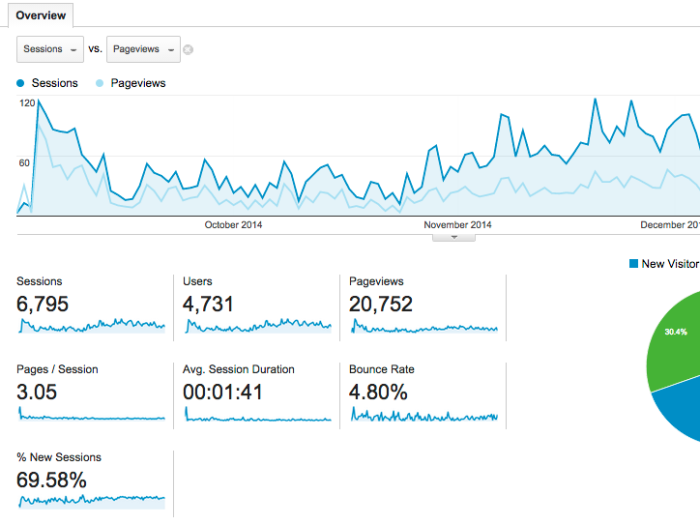 Overview
Sessions vs. Pageviews
Sessions Pageviews
120
60
October 2014 November 2014 December 201
New Visitor
Sessions Users Pageviews
6,795 4,731 20,752
30.4%
Pages / Session Avg. Session Duration Bounce Rate
3.05 00:01:41 4.80%
% New Sessions
69.58%